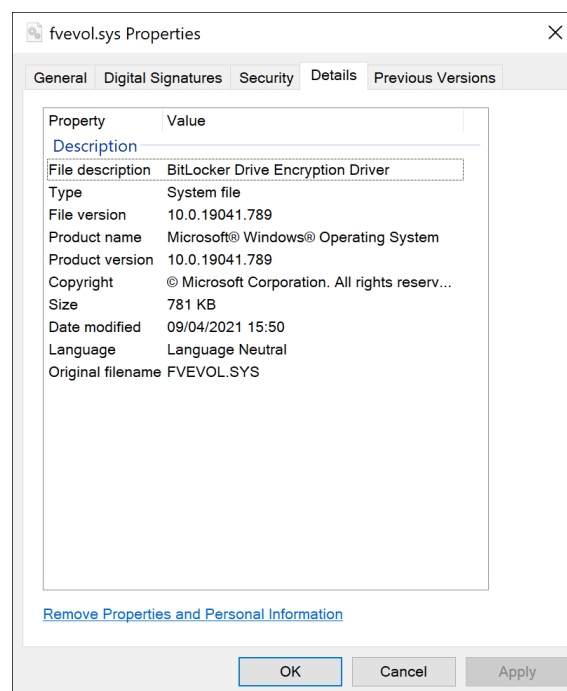 fvevol.sys Properties
General Digital Signatures Security Details Previous Versions
Property Value
Description
File description BitLocker Drive Encryption Driver
Type System file
File version 10.0.19041.789
Product name Microsoft® Windows® Operating System
Product version 10.0.19041.789
Copyright © Microsoft Corporation. All rights reserv...
Size 781 KB
Date modified 09/04/2021 15:50
Language Language Neutral
Original filename FVEVOL.SYS
Remove Properties and Personal Information
OK Cancel Apply